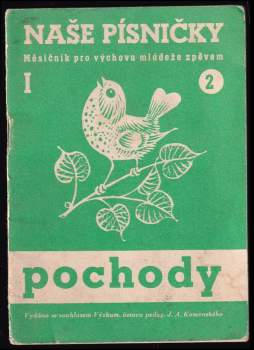 NAŠE PÍSNIČKY
Měsíčník pro výchovu mládeže zpěvem
I 2
pochody
Vydáno se souhlasem Výzkum. ústavu pedag. J. A. Komenského